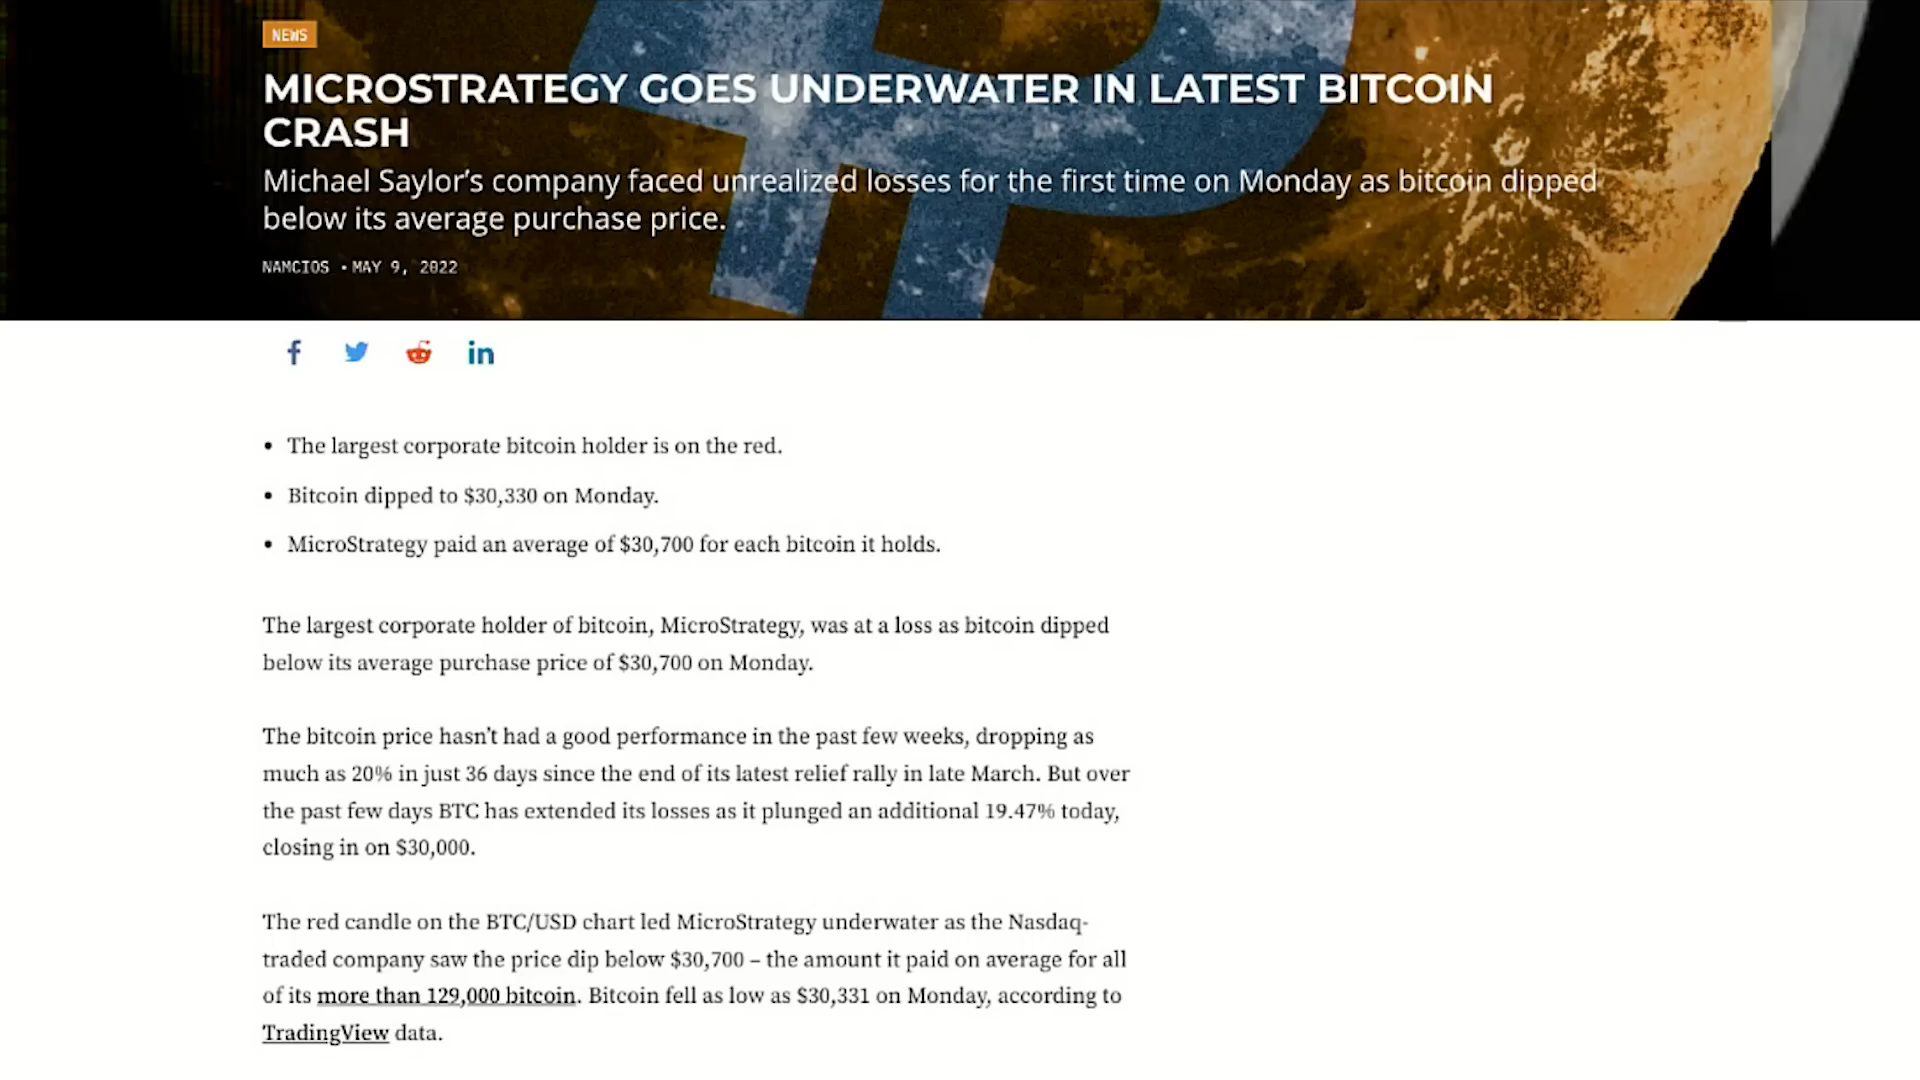 NEWS
MICROSTRATEGY GOES UNDERWATER IN LATEST BITCOIN
CRASH
Michael Saylor’s company faced unrealized losses for the first time on Monday as bitcoin dipped
below its average purchase price.
NAMCIOS • MAY 9, 2022
• The largest corporate bitcoin holder is on the red.
• Bitcoin dipped to $30,330 on Monday.
• MicroStrategy paid an average of $30,700 for each bitcoin it holds.
The largest corporate holder of bitcoin, MicroStrategy, was at a loss as bitcoin dipped
below its average purchase price of $30,700 on Monday.
The bitcoin price hasn’t had a good performance in the past few weeks, dropping as
much as 20% in just 36 days since the end of its latest relief rally in late March. But over
the past few days BTC has extended its losses as it plunged an additional 19.47% today,
closing in on $30,000.
The red candle on the BTC/USD chart led MicroStrategy underwater as the Nasdaq-
traded company saw the price dip below $30,700 – the amount it paid on average for all
of its more than 129,000 bitcoin. Bitcoin fell as low as $30,331 on Monday, according to
TradingView data.